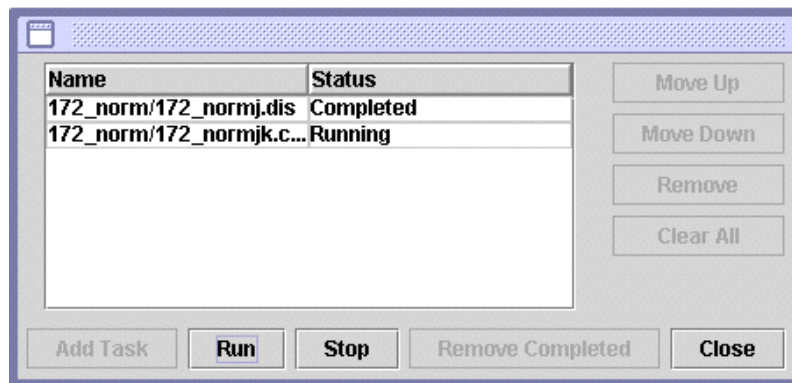 Name Status
172_norm/172_normj.dis Completed
172_norm/172_normjk.c... Running
Move Up
Move Down
Remove
Clear All
Add Task Run Stop Remove Completed Close